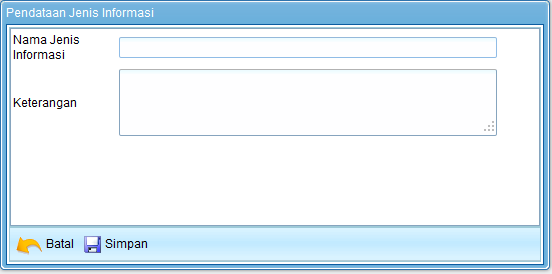 Pendataan Jenis Informasi
Nama Jenis
Informasi
Keterangan
Batal Simpan